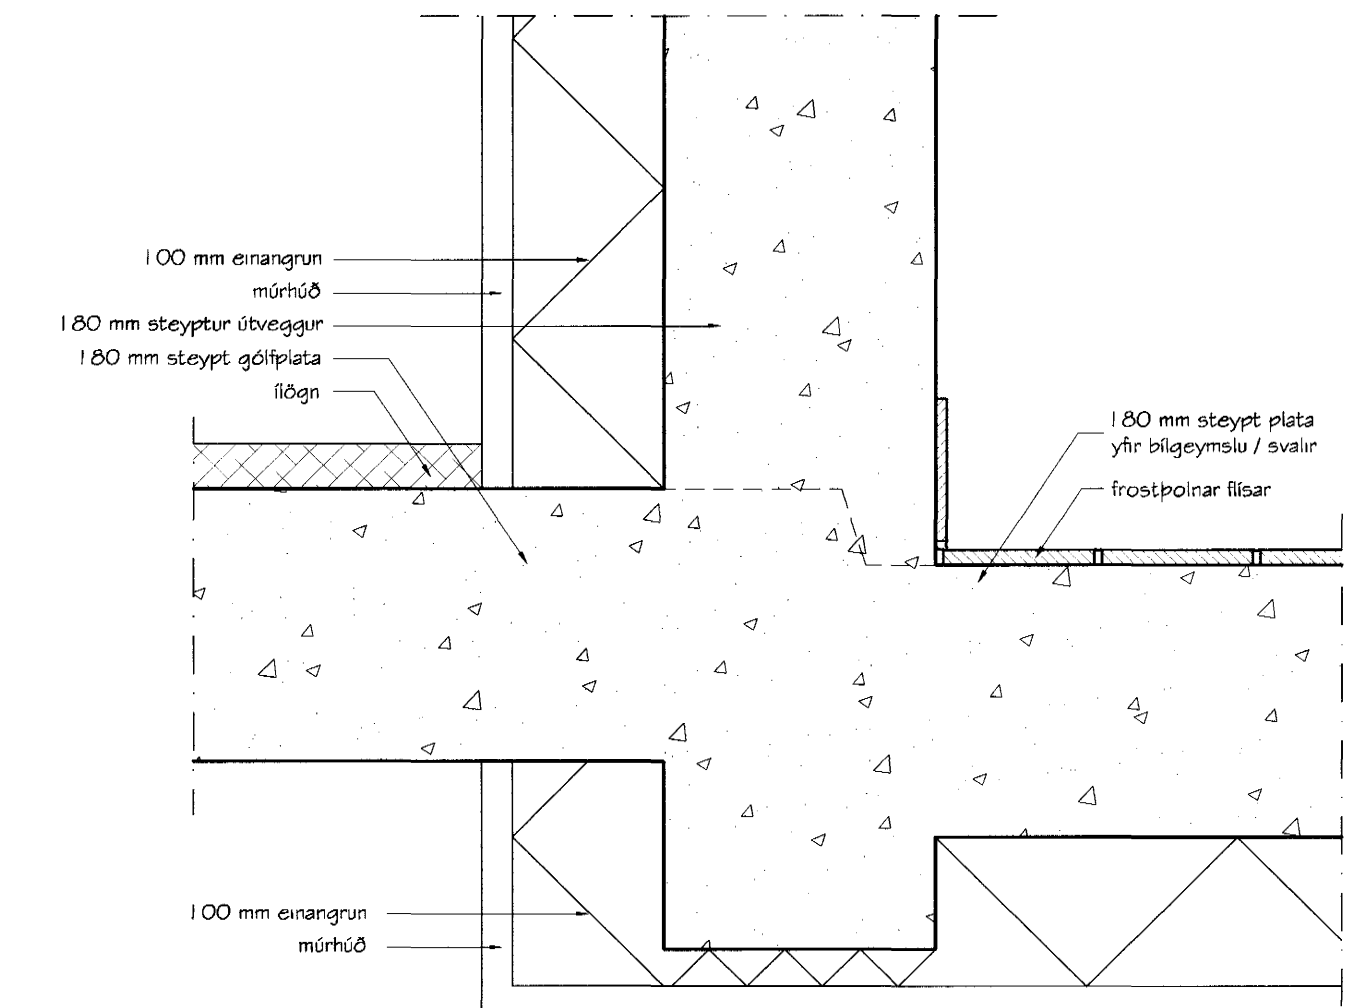 100 mm einangrun
múrhúð
180 mm steyptur útveggur
180 mm steypt gólfplata
ílögn
180 mm steypt plata
yfir bílgeymslu / svalir
frostþolnar flísar
100 mm einangrun
múrhúð